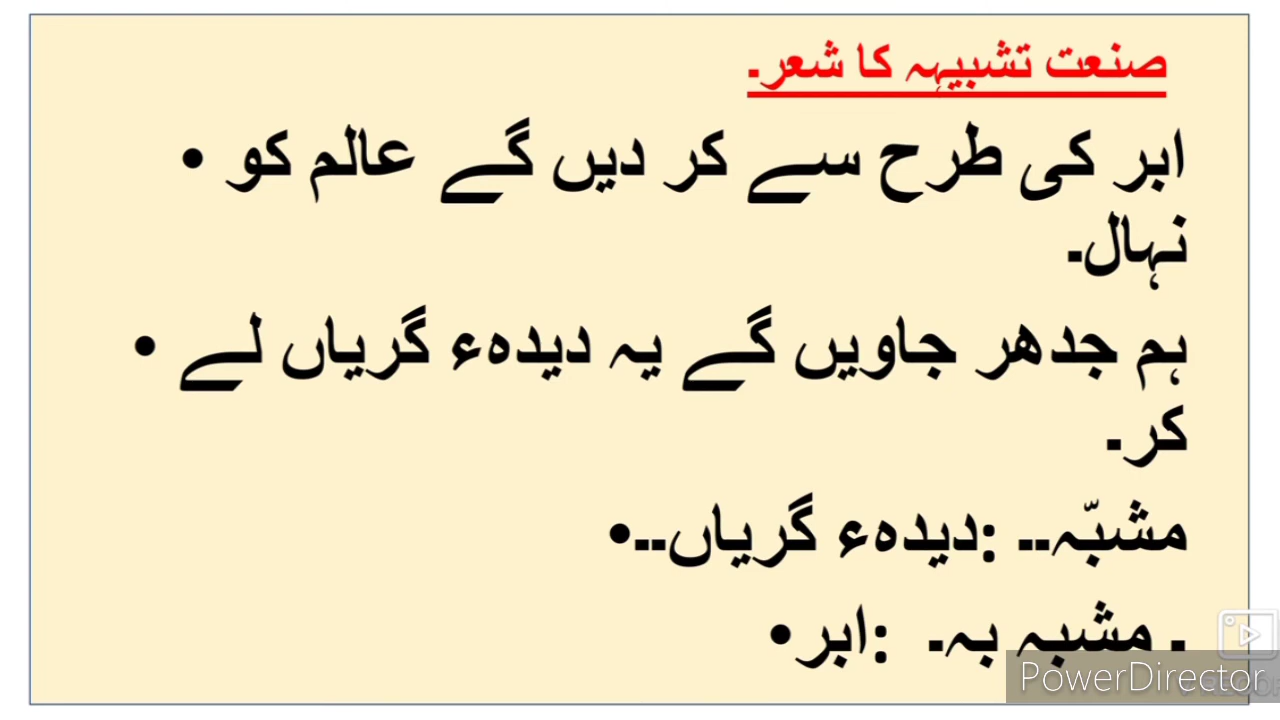 صنعت تشبیہہ کا شعر۔
ابر کی طرح سے کر دیں گے عالم کو •
نہال۔
ہم جدھر جاویں گے یہ دیدہء گریاں لے •
کر۔
مشبّہ۔۔ :دیدہء گریاں۔۔•
۔ مشبہ بہ۔ :ابر•
PowerDirector